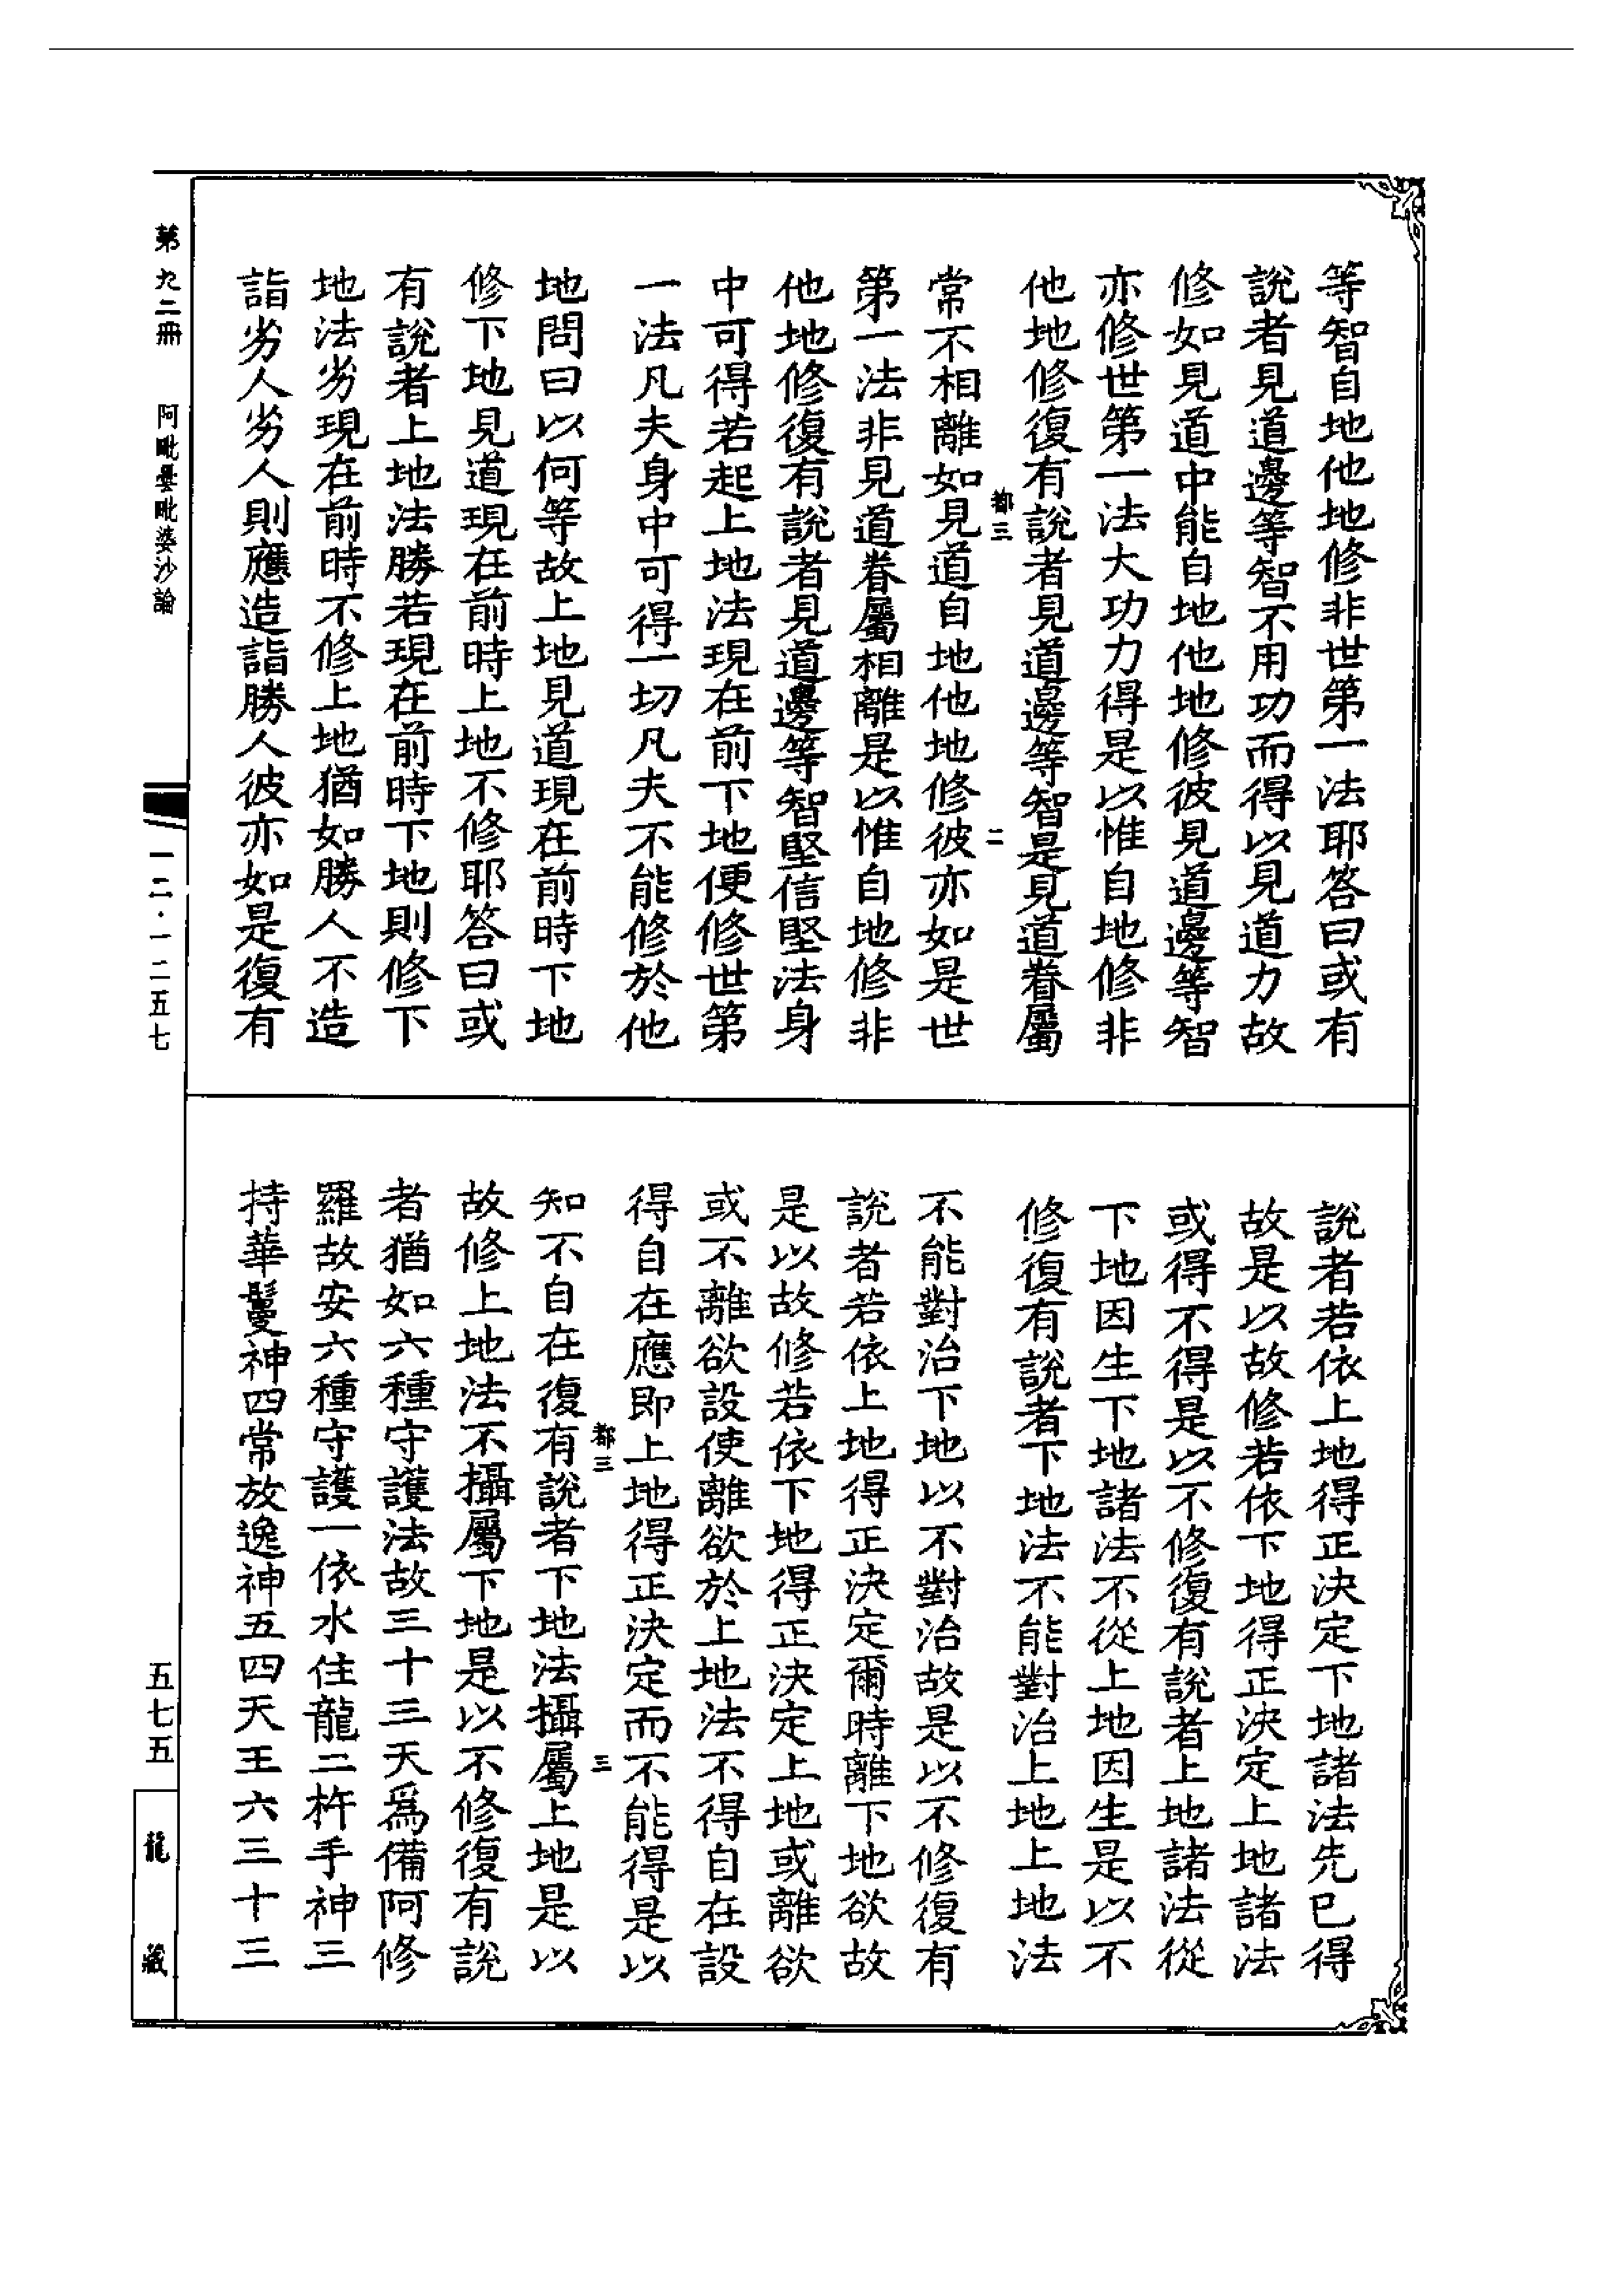 等智自地他地修非世第一法耶答曰或有
說者見道邊等智不用功而得以見道力故
修如見道中能自地他地修彼見道邊等智
亦修世第一法大功力得是以惟自地修非
他地修復有說者見道邊等智是見道眷屬
都三
二
常不相離如見道自地他地修彼亦如是世
第一法非見道眷屬相離是以惟自地修非
他地修復有說者見道邊等智堅信堅法身
中可得若起上地法現在前下地便修世第
一法凡夫身中可得一切凡夫不能修於他
地問曰以何等故上地見道現在前時下地
修下地見道現在前時上地不修耶答曰或
有說者上地法勝若現在前時下地則修下
地法劣現在前時不修上地猶如勝人不造
詣劣人劣人則應造詣勝人彼亦如是復有
說者若依上地得正決定下地諸法先已得
故是以故修若依下地得正決定上地諸法
或得不得是以不修復有說者上地諸法從
下地因生下地諸法不從上地因生是以不
修復有說者下地法不能對治上地上地法
不能對治下地以不對治故是以不修復有
說者若依上地得正決定爾時離下地欲故
是以故修若依下地得正決定上地或離欲
或不離欲設使離欲於上地法不得自在設
得自在應即上地得正決定而不能得是以
都三
三
知不自在復有說者下地法攝屬上地是以
故修上地法不攝屬下地是以不修復有說
者猶如六種守護法故三十三天爲備阿修
羅故安六種守護一依水住龍二杵手神三
持華鬘神四常放逸神五四天王六三十三
第九二冊
阿毗曇毗婆沙論
一二·一二五七
五七五
龍藏